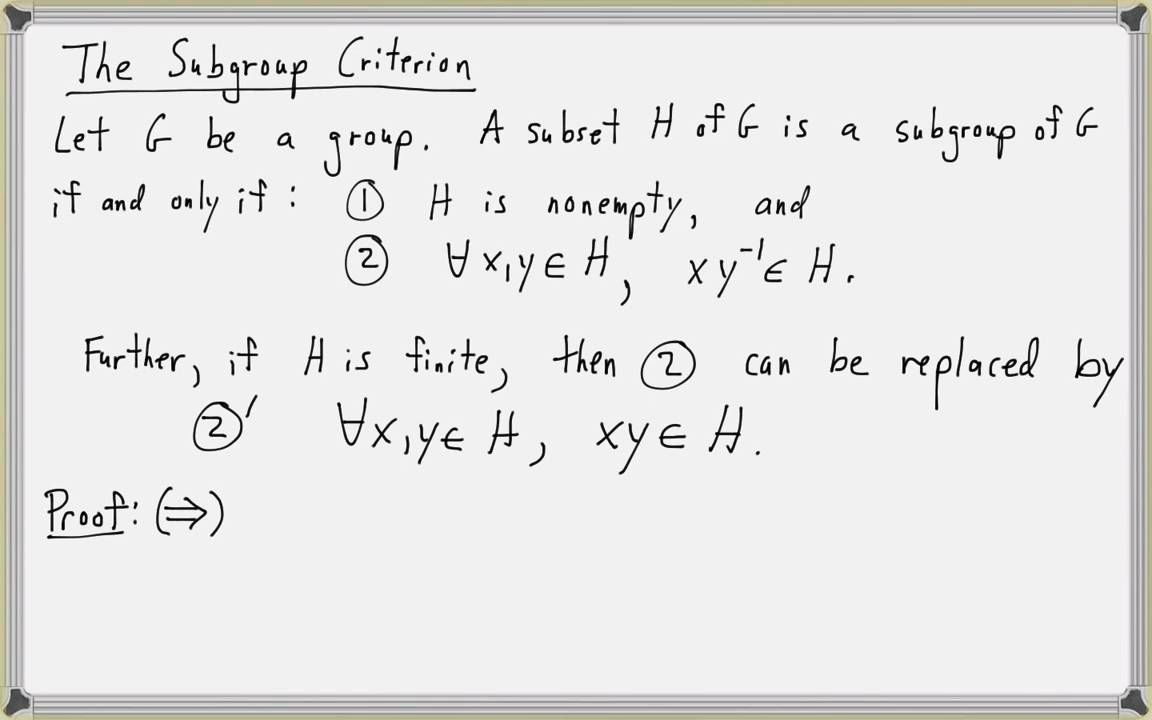 The Subgroup Criterion
Let G be a group. A subset H of G is a subgroup of G
if and only if: ① H is nonempty, and
② ∀x,y∈H, xy⁻¹∈H.
Further, if H is finite, then ② can be replaced by
②′ ∀x,y∈H, xy∈H.
Proof: (⇒)